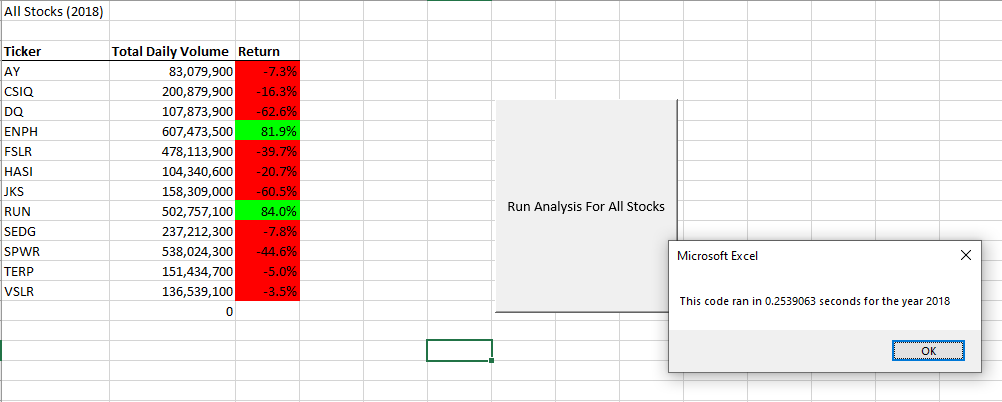 All Stocks (2018)
Ticker Total Daily Volume Return
AY 83,079,900 -7.3%
CSIQ 200,879,900 -16.3%
DQ 107,873,900 -62.6%
ENPH 607,473,500 81.9%
FSLR 478,113,900 -39.7%
HASI 104,340,600 -20.7%
JKS 158,309,000 -60.5%
RUN 502,757,100 84.0%
SEDG 237,212,300 -7.8%
SPWR 538,024,300 -44.6%
TERP 151,434,700 -5.0%
VSLR 136,539,100 -3.5%
0
Run Analysis For All Stocks
Microsoft Excel
This code ran in 0.2539063 seconds for the year 2018
OK